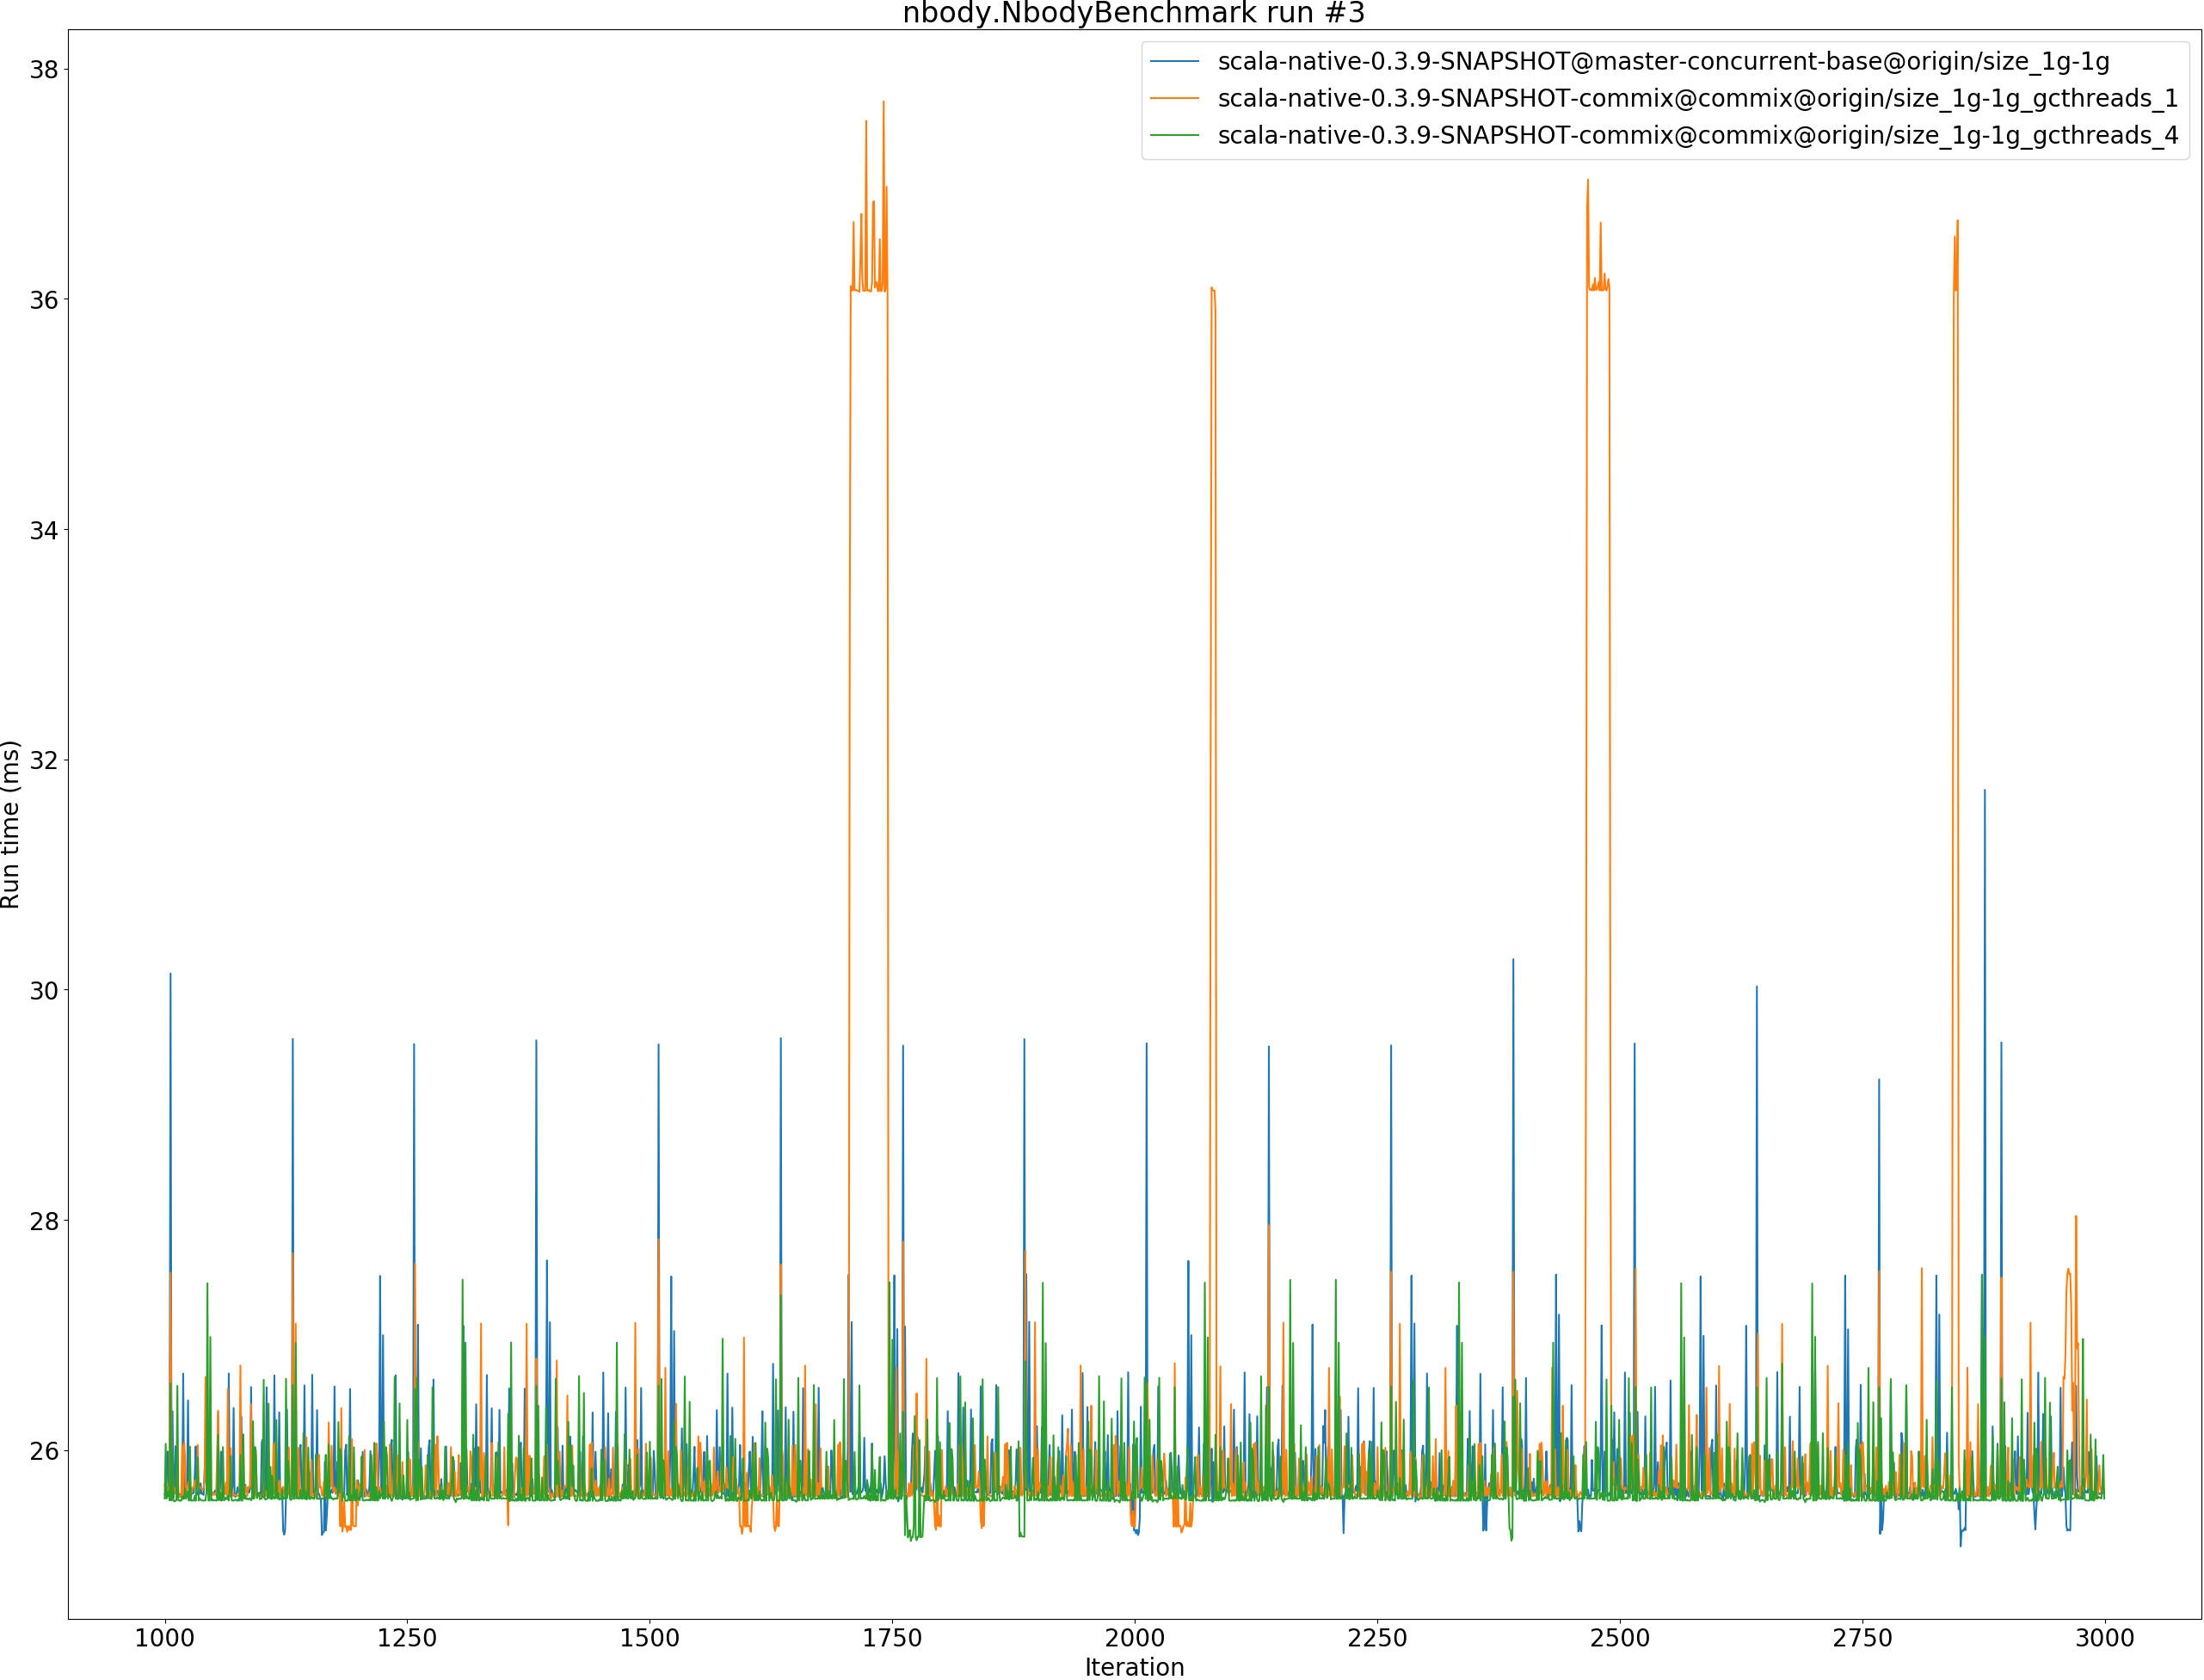 nbody.NbodyBenchmark run #3
scala-native-0.3.9-SNAPSHOT@master-concurrent-base@origin/size_1g-1g
scala-native-0.3.9-SNAPSHOT-commix@commix@origin/size_1g-1g_gcthreads_1
scala-native-0.3.9-SNAPSHOT-commix@commix@origin/size_1g-1g_gcthreads_4
Run time (ms)
38
36
34
32
30
28
26
1000 1250 1500 1750 2000 2250 2500 2750 3000
Iteration